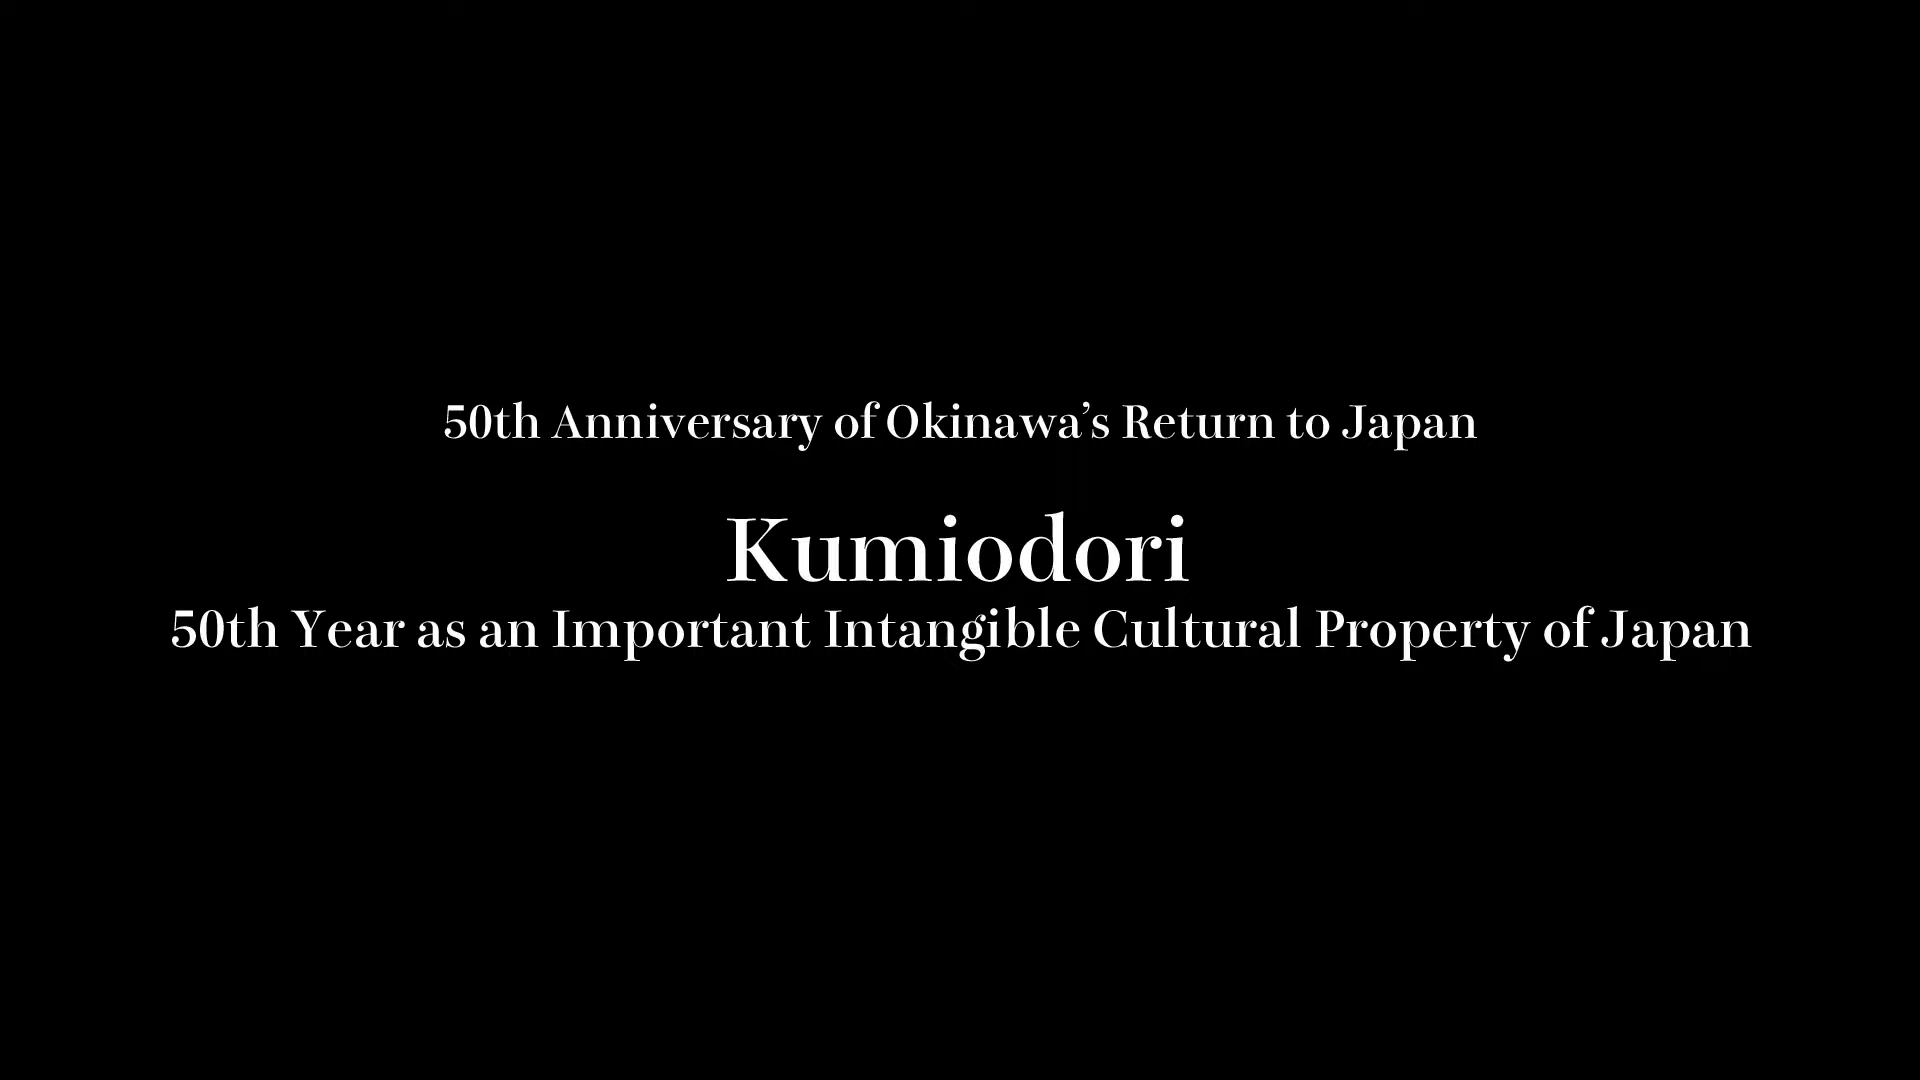 50th Anniversary of Okinawa’s Return to Japan
Kumiodori
50th Year as an Important Intangible Cultural Property of Japan